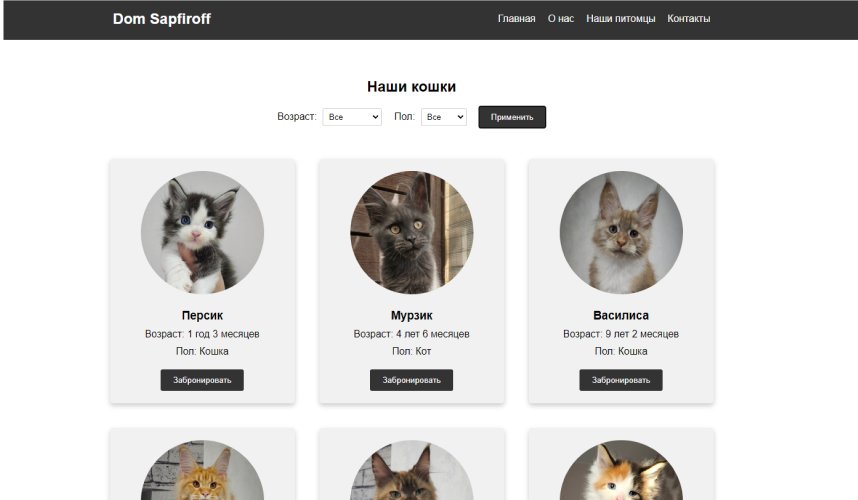 Dom Sapfiroff
Главная О нас Наши питомцы Контакты
Наши кошки
Возраст: Все Пол: Все Применить
Персик
Возраст: 1 год 3 месяцев
Пол: Кошка
Забронировать
Мурзик
Возраст: 4 лет 6 месяцев
Пол: Кот
Забронировать
Василиса
Возраст: 9 лет 2 месяцев
Пол: Кошка
Забронировать